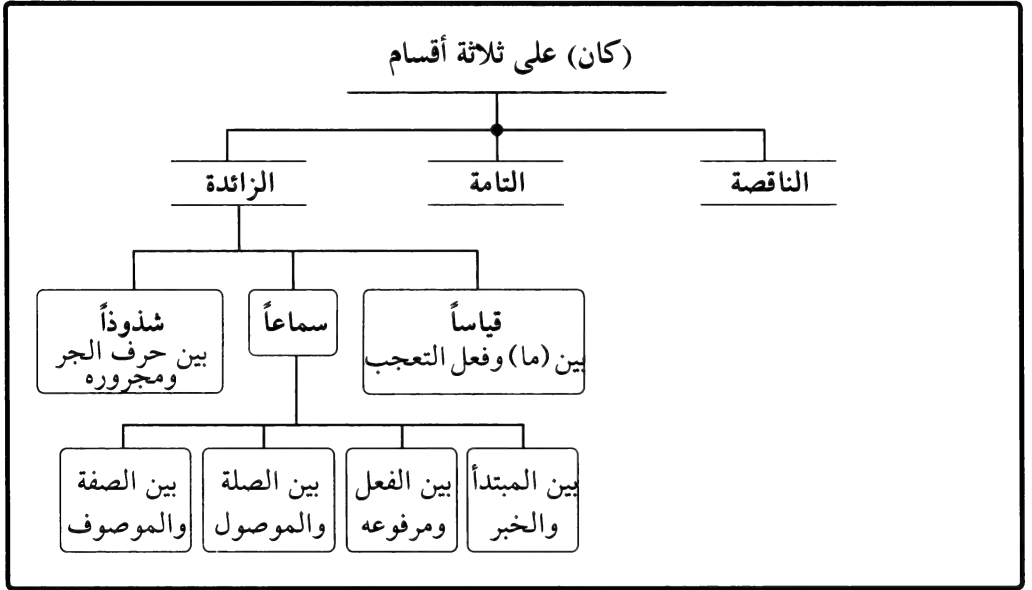 (كان) على ثلاثة أقسام
الناقصة
التامة
الزائدة
قياساً
بين (ما) وفعل التعجب
سماعاً
شذوذاً
بين حرف الجر
ومجروره
بين المبتدأ
والخبر
بين الفعل
ومرفوعه
بين الصلة
والموصول
بين الصفة
والموصوف